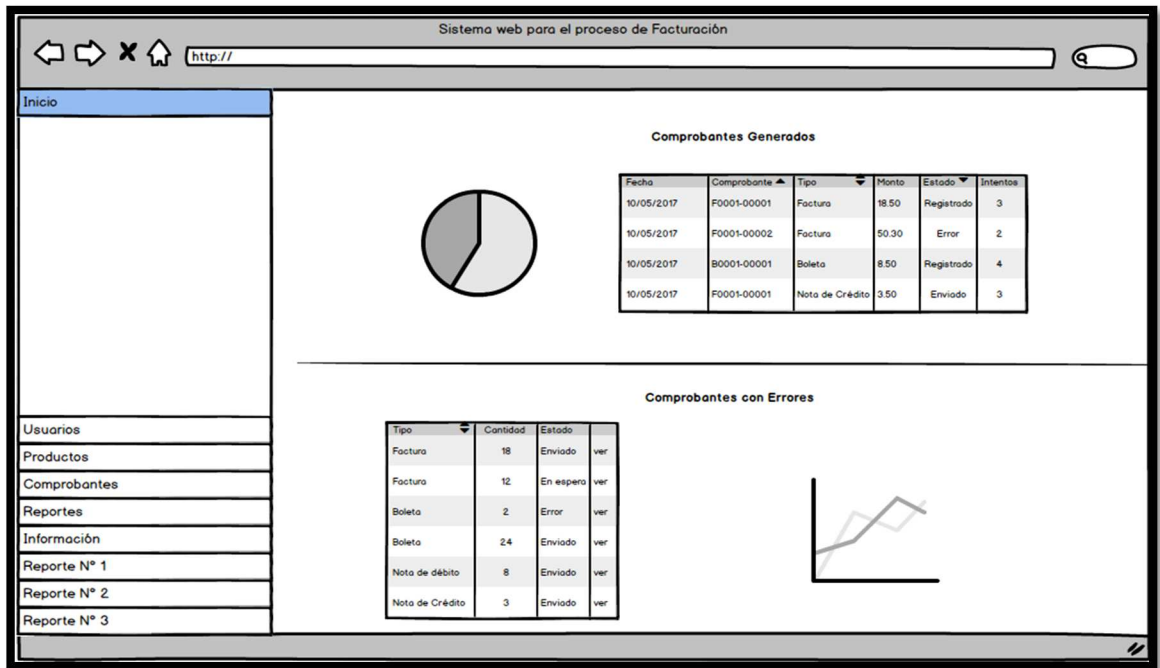 Sistema web para el proceso de Facturación
http://
Inicio
Usuarios
Productos
Comprobantes
Reportes
Información
Reporte N° 1
Reporte N° 2
Reporte N° 3
Comprobantes Generados
Fecha Comprobante Tipo Monto Estado Intentos
10/05/2017 F0001-00001 Factura 18.50 Registrado 3
10/05/2017 F0001-00002 Factura 50.30 Error 2
10/05/2017 B0001-00001 Boleta 8.50 Registrado 4
10/05/2017 F0001-00001 Nota de Crédito 3.50 Enviado 3
Comprobantes con Errores
Tipo Cantidad Estado
Factura 18 Enviado ver
Factura 12 En espera ver
Boleta 2 Error ver
Boleta 24 Enviado ver
Nota de débito 8 Enviado ver
Nota de Crédito 3 Enviado ver